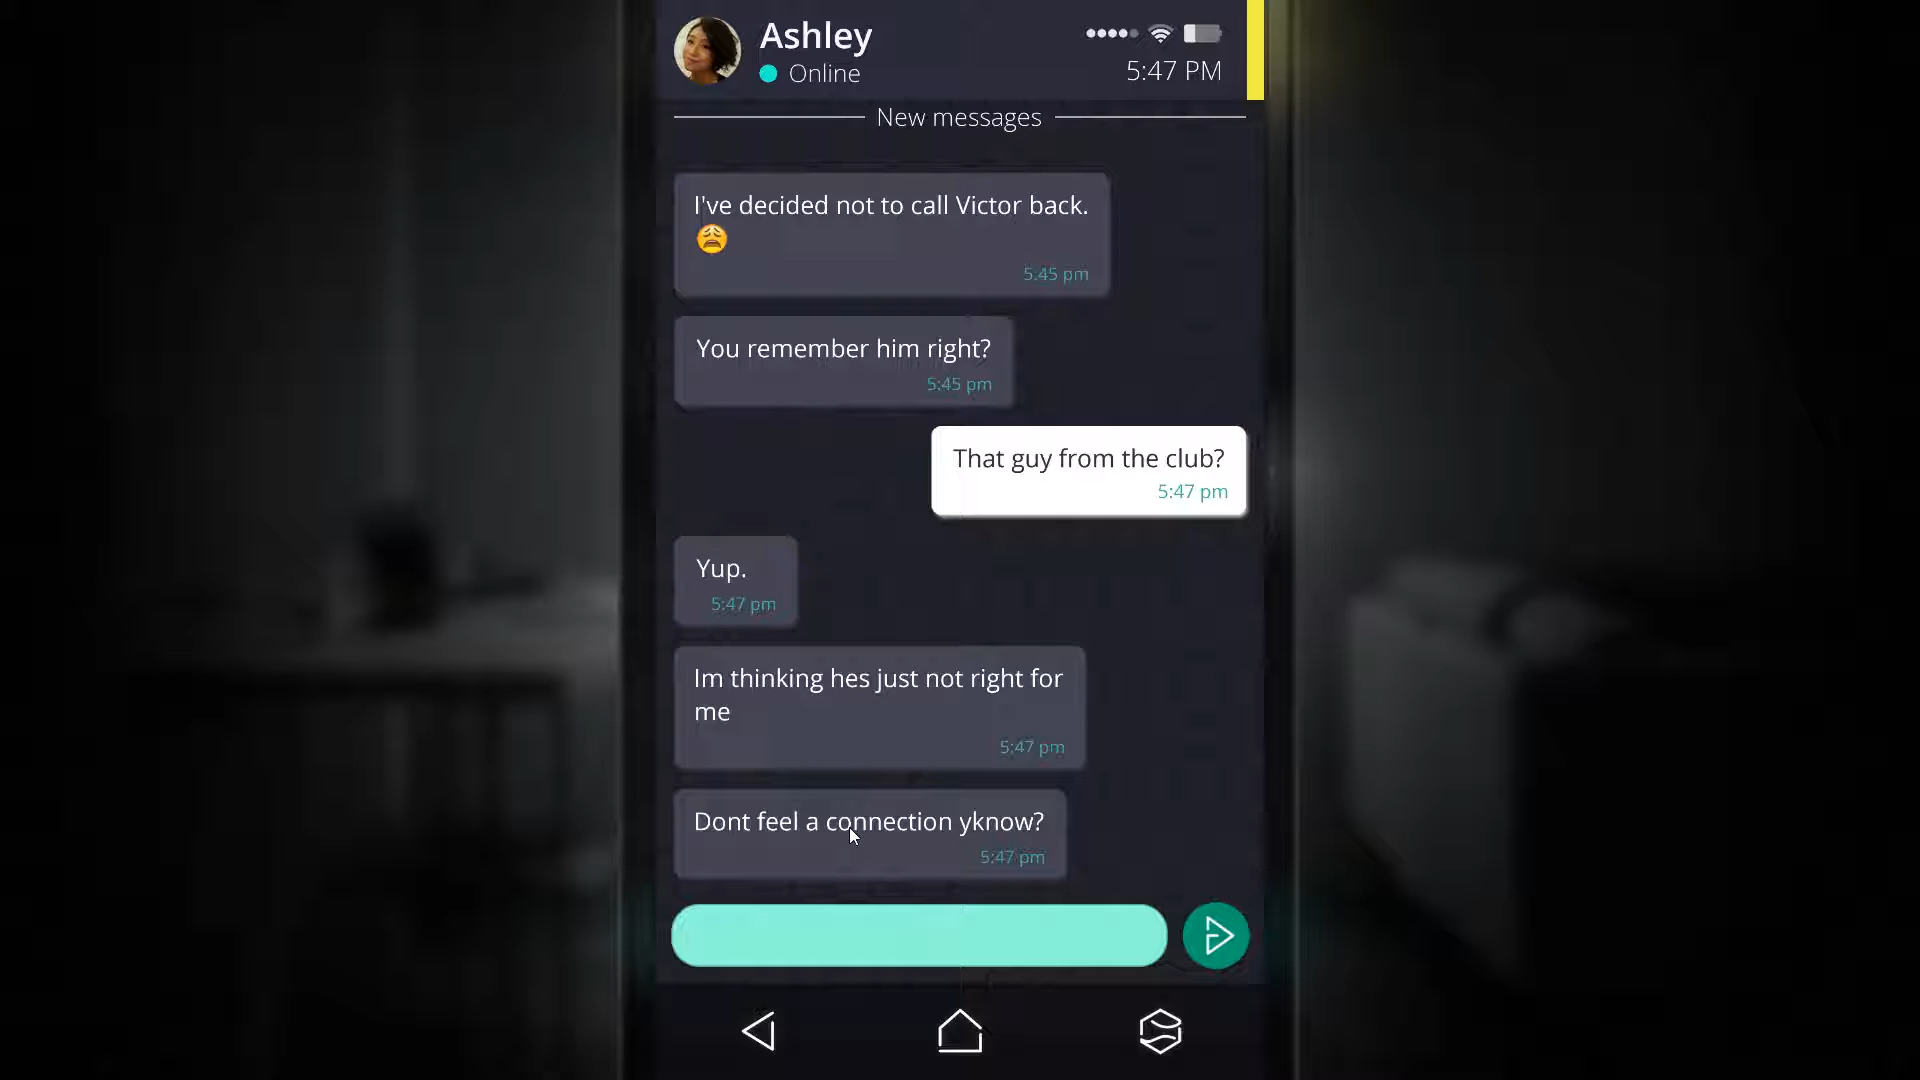 Ashley
Online
5:47 PM
New messages
I've decided not to call Victor back.
😩
5.45 pm
You remember him right?
5:45 pm
That guy from the club?
5:47 pm
Yup.
5:47 pm
Im thinking hes just not right for
me
5:47 pm
Dont feel a connection yknow?
5:47 pm